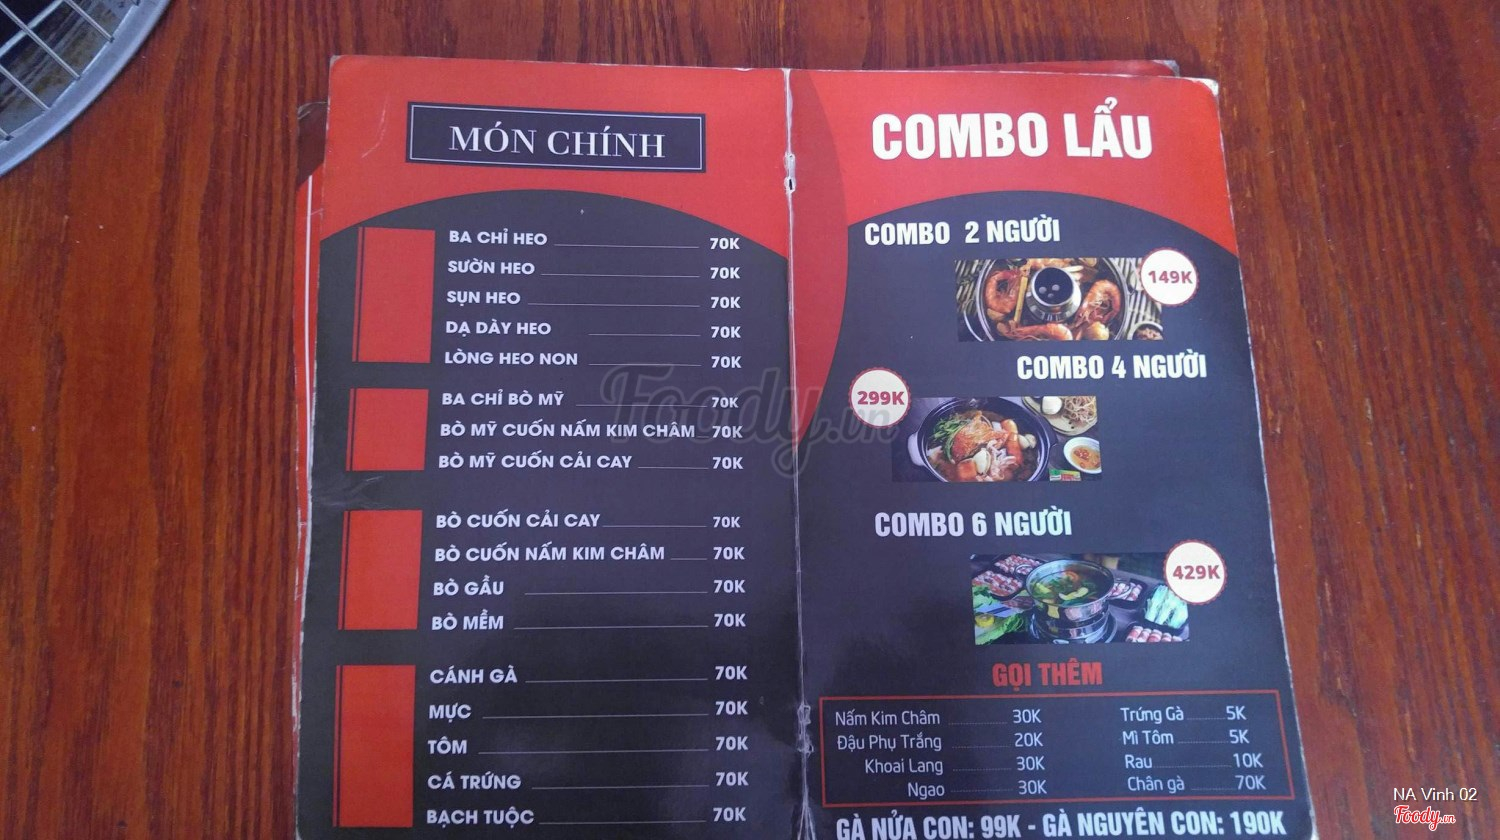 MÓN CHÍNH
BA CHỈ HEO 70K
SƯỜN HEO 70K
SỤN HEO 70K
DẠ DÀY HEO 70K
LÒNG HEO NON 70K
BA CHỈ BÒ MỸ 70K
BÒ MỸ CUỐN NẤM KIM CHÂM 70K
BÒ MỸ CUỐN CẢI CAY 70K
BÒ CUỐN CẢI CAY 70K
BÒ CUỐN NẤM KIM CHÂM 70K
BÒ GẦU 70K
BÒ MỀM 70K
CÁNH GÀ 70K
MỰC 70K
TÔM 70K
CÁ TRỨNG 70K
BẠCH TUỘC 70K
COMBO LẨU
COMBO 2 NGƯỜI
149K
COMBO 4 NGƯỜI
299K
COMBO 6 NGƯỜI
429K
GỌI THÊM
Nấm Kim Châm 30K
Đậu Phụ Trắng 20K
Khoai Lang 30K
Ngao 30K
Trứng Gà 5K
Mì Tôm 5K
Rau 10K
Chân gà 70K
GÀ NỬA CON: 99K - GÀ NGUYÊN CON: 190K
Foody.vn
NA Vinh 02
Foody.vn